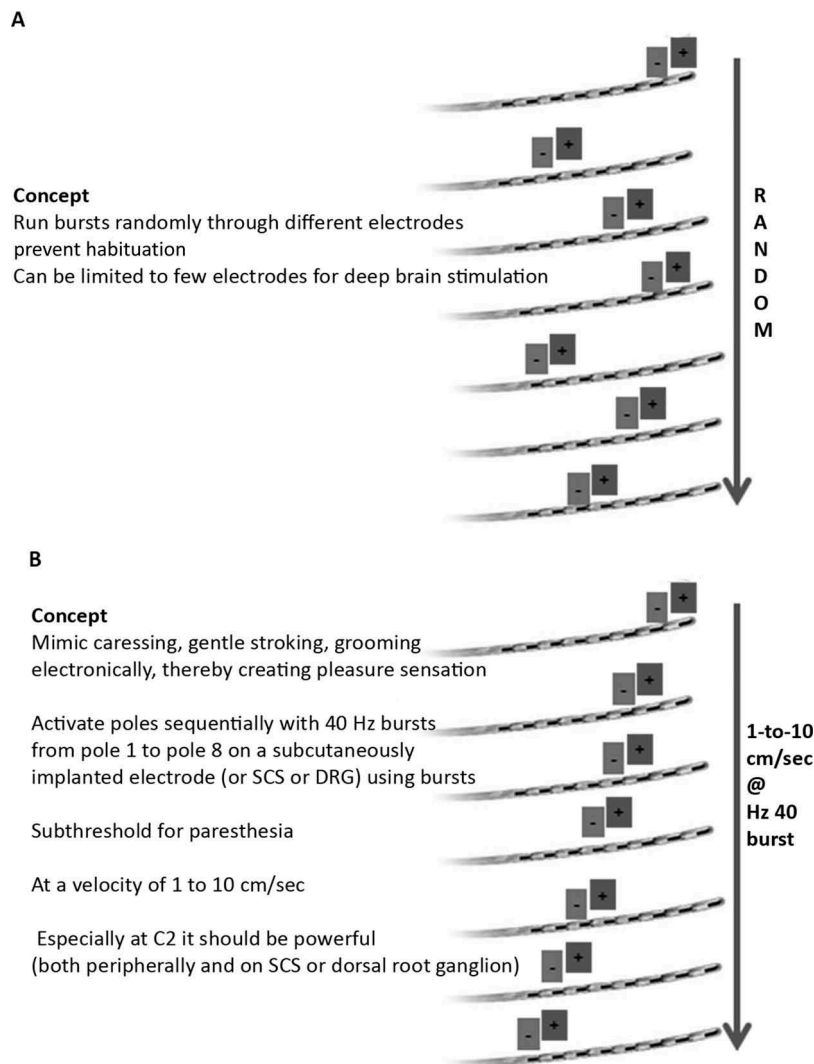 A
- +
- +
Concept
Run bursts randomly through different electrodes
prevent habituation
Can be limited to few electrodes for deep brain stimulation
- +
- +
- +
- +
- +
R
A
N
D
O
M
B
Concept
Mimic caressing, gentle stroking, grooming
electronically, thereby creating pleasure sensation
Activate poles sequentially with 40 Hz bursts
from pole 1 to pole 8 on a subcutaneously
implanted electrode (or SCS or DRG) using bursts
Subthreshold for paresthesia
At a velocity of 1 to 10 cm/sec
Especially at C2 it should be powerful
(both peripherally and on SCS or dorsal root ganglion)
- +
- +
- +
- +
- +
- +
- +
1-to-10
cm/sec
@
Hz 40
burst